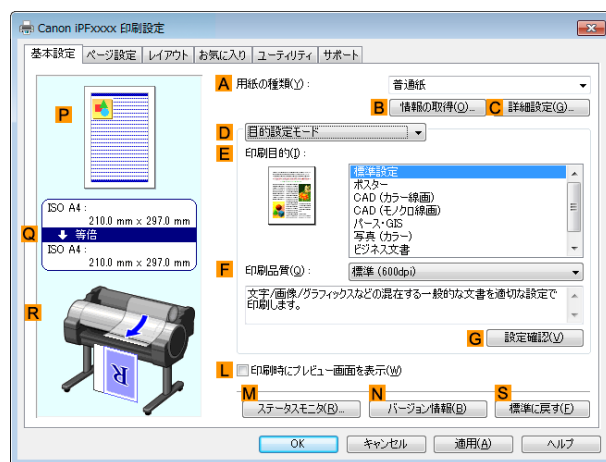 Canon iPFxxxx 印刷設定
基本設定 ページ設定 レイアウト お気に入り ユーティリティ サポート
A 用紙の種類(Y) : 普通紙
B 情報の取得(O)... C 詳細設定(G)...
P
D 目的設定モード
E 印刷目的(I) :
標準設定
ポスター
CAD (カラー線画)
CAD (モノクロ線画)
パース・GIS
写真 (カラー)
ビジネス文書
ISO A4 :
210.0 mm x 297.0 mm
Q 等倍
ISO A4 :
210.0 mm x 297.0 mm
F 印刷品質(Q) : 標準 (600dpi)
文字/画像/グラフィックスなどの混在する一般的な文書を適切な設定で
印刷します。
R
G 設定確認(V)
R
L 印刷時にプレビュー画面を表示(W)
M N S
ステータスモニタ(R)... バージョン情報(B) 標準に戻す(E)
OK キャンセル 適用(A) ヘルプ